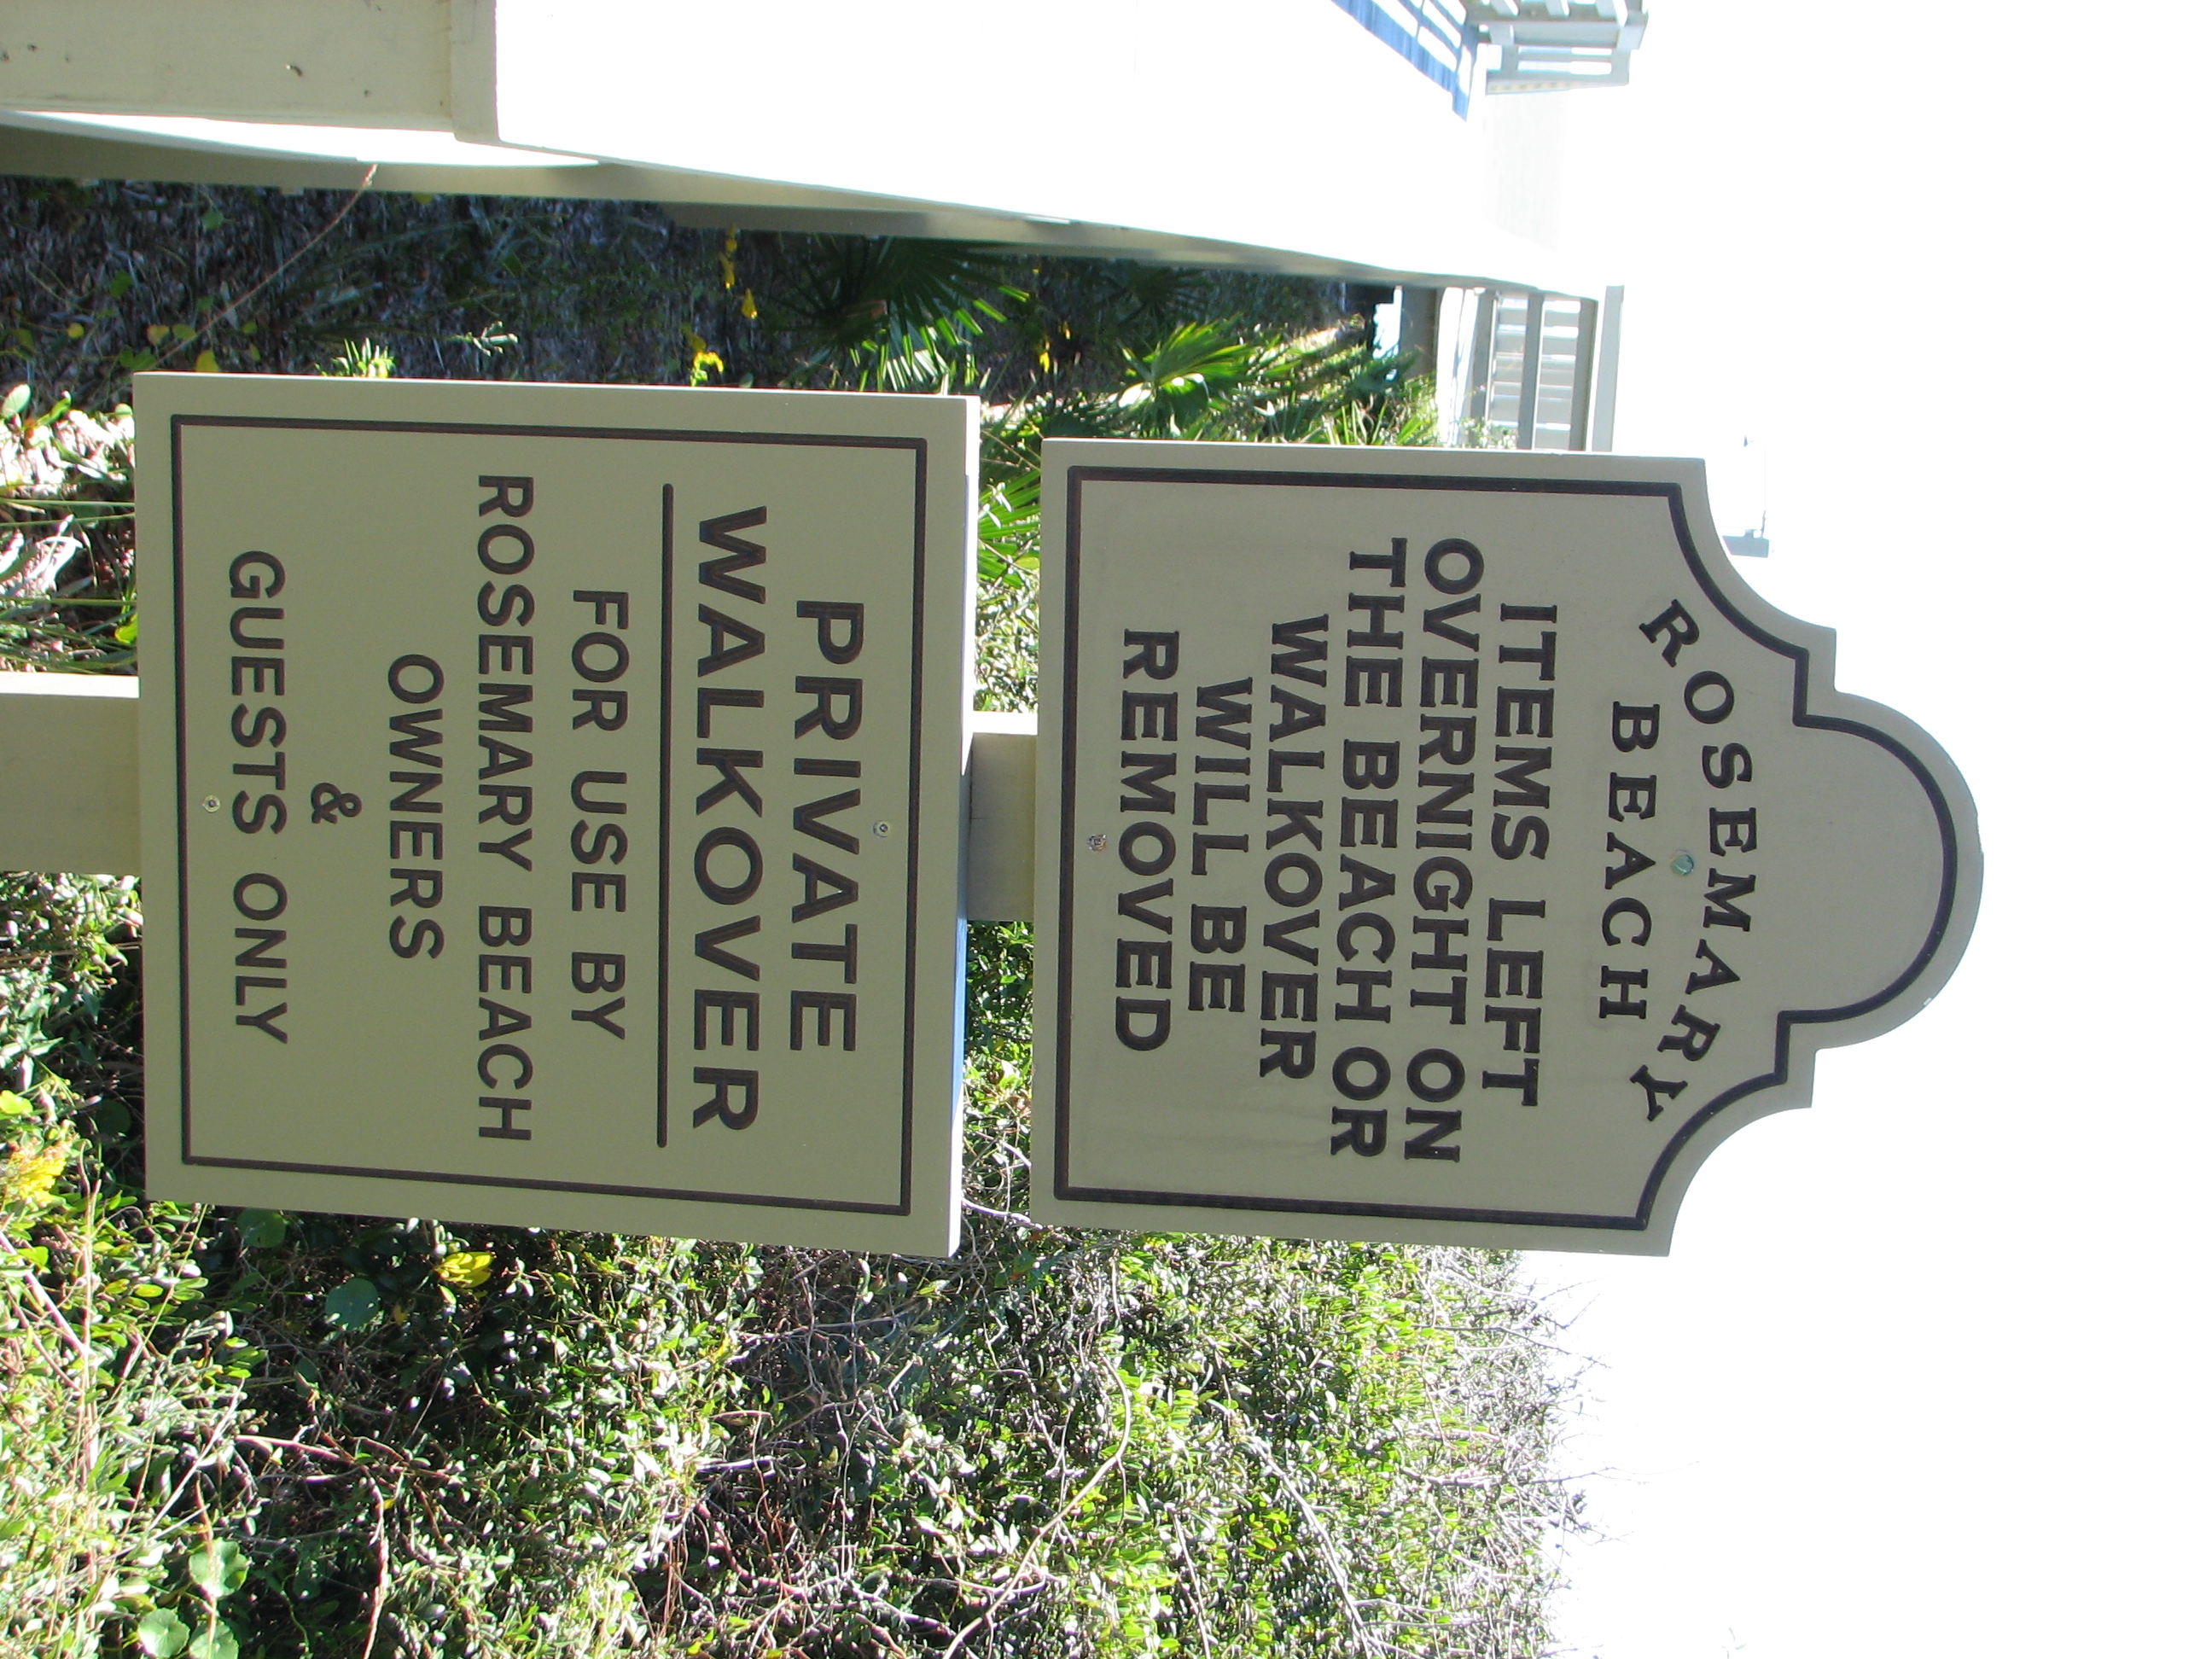 ROSEMARY
BEACH
ITEMS LEFT
OVERNIGHT ON
THE BEACH OR
WALKOVER
WILL BE
REMOVED
PRIVATE
WALKOVER
FOR USE BY
ROSEMARY BEACH
OWNERS
&
GUESTS ONLY